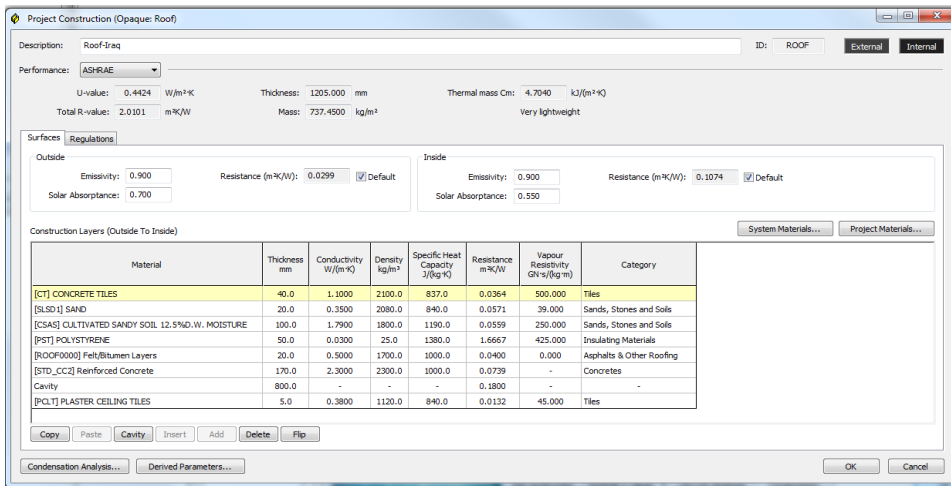 Project Construction (Opaque: Roof)
Description: Roof-Iraq ID: ROOF External Internal
Performance: ASHRAE
U-value: 0.4424 W/m²·K Thickness: 1205.000 mm Thermal mass Cm: 4.7040 kJ/(m²·K)
Total R-value: 2.0101 m²K/W Mass: 737.4500 kg/m² Very lightweight
Surfaces Regulations
Outside Inside
Emissivity: 0.900 Resistance (m²K/W): 0.0299 Default Emissivity: 0.900 Resistance (m²K/W): 0.1074 Default
Solar Absorptance: 0.700 Solar Absorptance: 0.550
Construction Layers (Outside To Inside) System Materials... Project Materials...
Material Thickness mm Conductivity W/(m·K) Density kg/m³ Specific Heat Capacity J/(kg·K) Resistance m²K/W Vapour Resistivity GN·s/(kg·m) Category
[CT] CONCRETE TILES 40.0 1.1000 2100.0 837.0 0.0364 500.000 Tiles
[SLSD1] SAND 20.0 0.3500 2080.0 840.0 0.0571 39.000 Sands, Stones and Soils
[CSAS] CULTIVATED SANDY SOIL 12.5%D.W. MOISTURE 100.0 1.7900 1800.0 1190.0 0.0559 250.000 Sands, Stones and Soils
[PST] POLYSTYRENE 50.0 0.0300 25.0 1380.0 1.6667 425.000 Insulating Materials
[ROOF0000] Felt/Bitumen Layers 20.0 0.5000 1700.0 1000.0 0.0400 0.000 Asphalts & Other Roofing
[STD_CC2] Reinforced Concrete 170.0 2.3000 2300.0 1000.0 0.0739 - Concretes
Cavity 800.0 - - - 0.1800 - -
[PCLT] PLASTER CEILING TILES 5.0 0.3800 1120.0 840.0 0.0132 45.000 Tiles
Copy Paste Cavity Insert Add Delete Flip
Condensation Analysis... Derived Parameters... OK Cancel